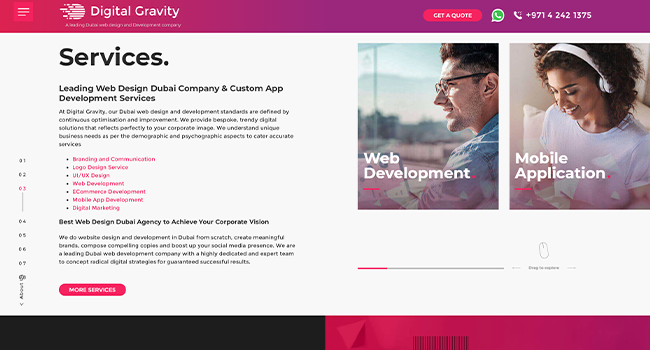 Digital Gravity
A leading Dubai web design and Development company
GET A QUOTE
+971 4 242 1375
Services.
Leading Web Design Dubai Company & Custom App
Development Services
At Digital Gravity, our Dubai web design and development standards are defined by
continuous optimisation and improvement. We provide bespoke, trendy digital
solutions that reflects perfectly to your corporate image. We understand unique
business needs as per the demographic and psychographic aspects to cater accurate
services
Branding and Communication
Logo Design Service
UI/UX Design
Web Development
ECommerce Development
Mobile App Development
Digital Marketing
Best Web Design Dubai Agency to Achieve Your Corporate Vision
We do website design and development in Dubai from scratch, create meaningful
brands, compose compelling copies and boost up your social media presence. We are
a leading Dubai web development company with a highly dedicated and expert team
to concept radical digital strategies for guaranteed successful results.
MORE SERVICES
01
02
03
04
05
06
07
08
About
Web
Development.
Mobile
Application.
Drag to explore